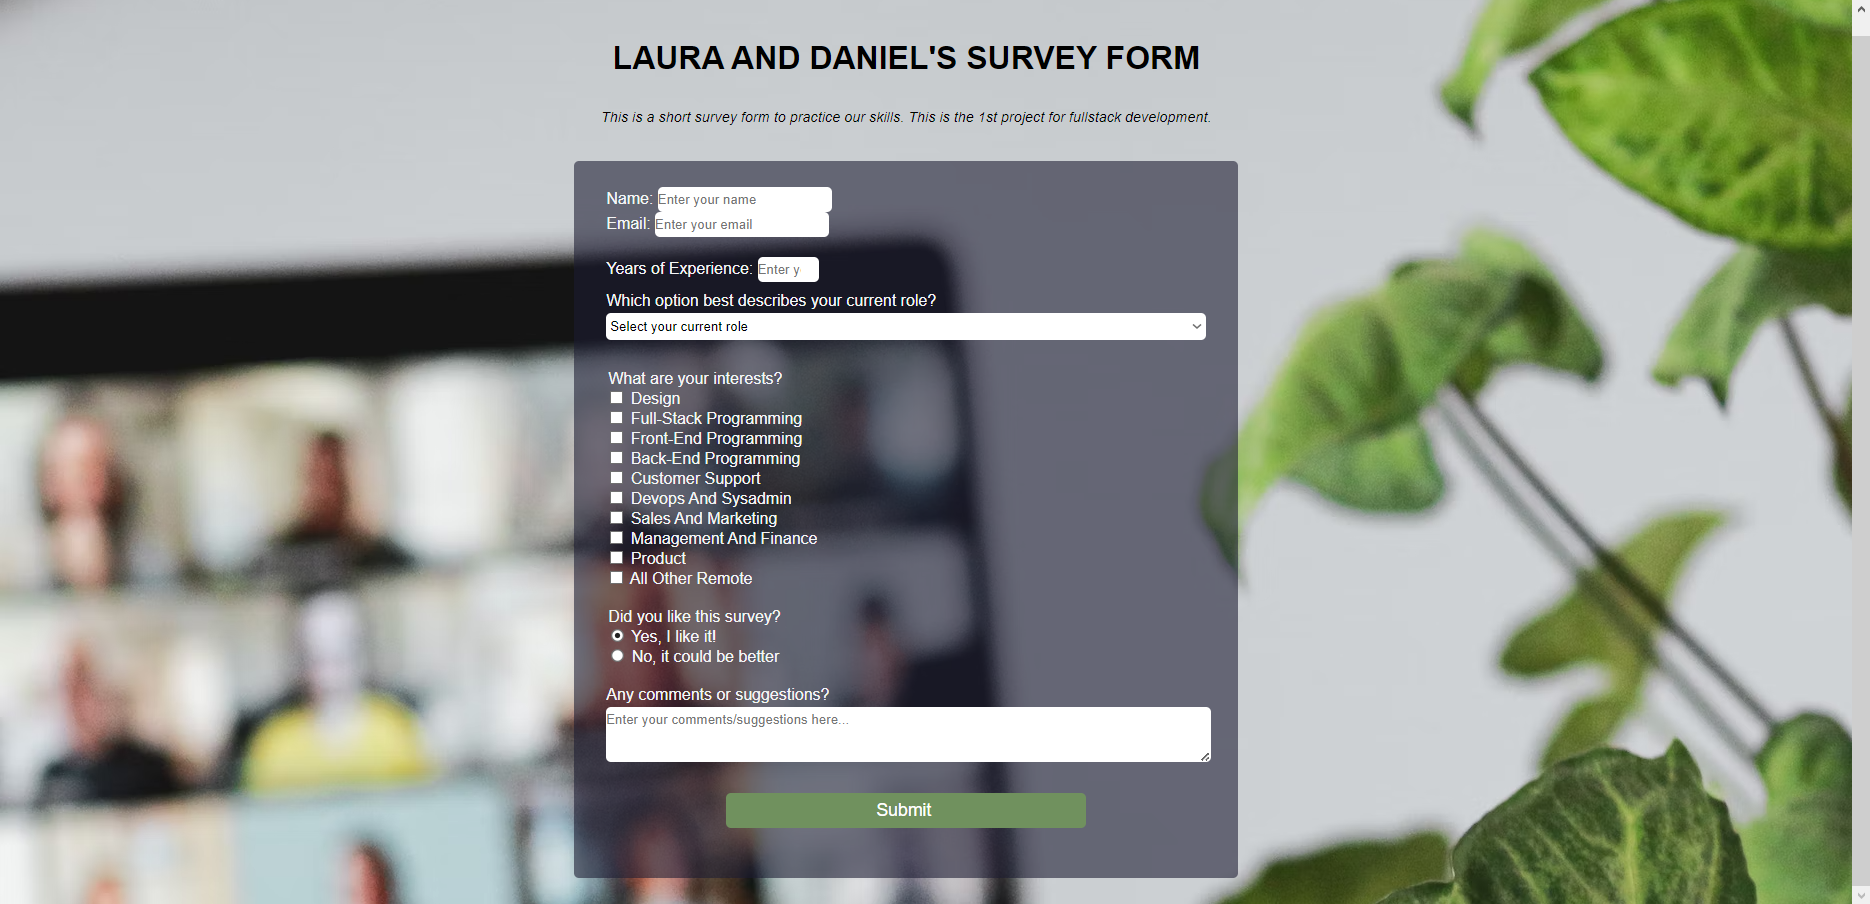 LAURA AND DANIEL'S SURVEY FORM
This is a short survey form to practice our skills. This is the 1st project for fullstack development.
Name: Enter your name
Email: Enter your email
Years of Experience: Enter y
Which option best describes your current role?
Select your current role
What are your interests?
Design
Full-Stack Programming
Front-End Programming
Back-End Programming
Customer Support
Devops And Sysadmin
Sales And Marketing
Management And Finance
Product
All Other Remote
Did you like this survey?
Yes, I like it!
No, it could be better
Any comments or suggestions?
Enter your comments/suggestions here...
Submit